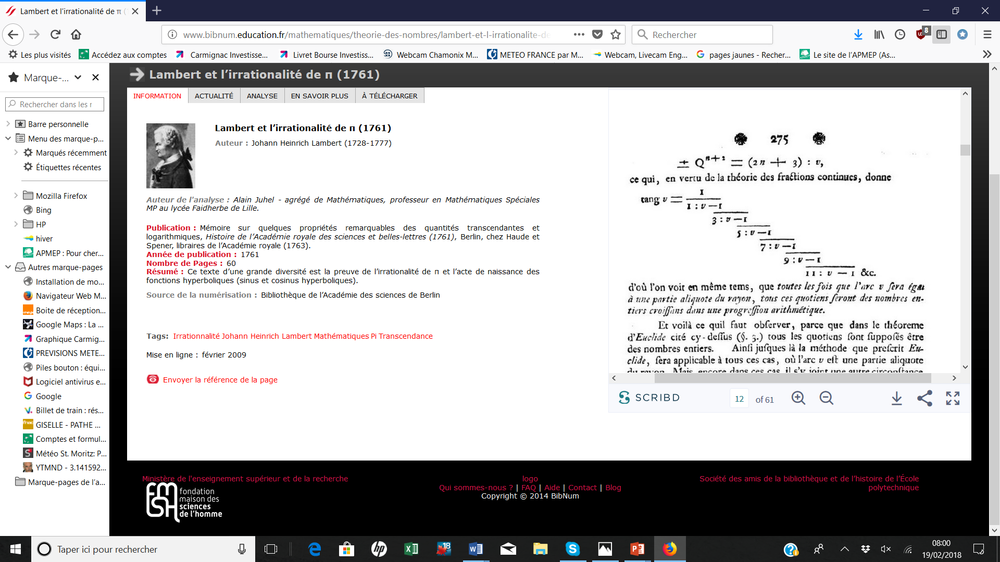 Lambert et l'irrationalité de π (
www.bibnum.education.fr/mathematiques/theorie-des-nombres/lambert-et-l-irrationalite-de
Rechercher
8
Les plus visités
Accédez aux comptes
Carmignac Investisse...
Livret Bourse Investiss...
Webcam Chamonix M...
METEO FRANCE par M...
Webcam, Livecam Eng...
pages jaunes - Recher...
Le site de l'APMEP (As...
Marque-...
Rechercher dans les r
Barre personnelle
Menu des marque-p...
Marqués récemment
Étiquettes récentes
Mozilla Firefox
Bing
HP
hiver
APMEP : Pour cher...
Autres marque-pages
Installation de mo...
Navigateur Web M...
Boite de réception...
Google Maps : La ...
Graphique Carmig...
PREVISIONS METE...
Piles bouton : équi...
Logiciel antivirus e...
Google
Billet de train : rés...
GISELLE - PATHE ...
Comptes et formul...
Météo St. Moritz: P...
YTMND - 3.141592...
Marque-pages de l'a...
Lambert et l'irrationalité de π (1761)
INFORMATION
ACTUALITÉ
ANALYSE
EN SAVOIR PLUS
À TÉLÉCHARGER
Lambert et l'irrationalité de π (1761)
Auteur : Johann Heinrich Lambert (1728-1777)
Auteur de l'analyse : Alain Juhel - agrégé de Mathématiques, professeur en Mathématiques Spéciales
MP au lycée Faidherbe de Lille.
Publication : Mémoire sur quelques propriétés remarquables des quantités transcendantes et
logarithmiques, Histoire de l'Académie royale des sciences et belles-lettres (1761), Berlin, chez Haude et
Spener, libraires de l'Académie royale (1763).
Année de publication : 1761
Nombre de Pages : 60
Résumé : Ce texte d'une grande diversité est la preuve de l'irrationalité de π et l'acte de naissance des
fonctions hyperboliques (sinus et cosinus hyperboliques).
Source de la numérisation : Bibliothèque de l'Académie des sciences de Berlin
Tags: Irrationnalité Johann Heinrich Lambert Mathématiques Pi Transcendance
Mise en ligne : février 2009
Envoyer la référence de la page
275
± Qⁿ⁺² = (2n + 3) : v,
ce qui, en vertu de la théorie des fractions continues, donne
tang v = 1
1 : v — 1
3 : v — 1
5 : v — 1
7 : v — 1
9 : v — 1
11 : v — 1 &c.
d'où l'on voit en même tems, que toutes les fois que l'arc v ſera égal
à une partie aliquote du rayon, tous ces quotiens ſeront des nombres en-
tiers croiſſans dans une progreſſion arithmétique.
Et voilà ce quil faut obſerver, parce que dans le théoreme
d'Euclide cité cy-deſſus (§. 3.) tous les quotiens ſont ſuppoſés être
des nombres entiers. Ainſi juſques là la méthode que preſcrit Eu-
clide, ſera applicable à tous ces cas, où l'arc v eſt une partie aliquote
du rayon. Mais encore dans ces cas, il s'y joint une autre circonſtance
SCRIBD
12 of 61
Ministère de l'enseignement supérieur et de la recherche
fondation
maison des
sciences
de l'homme
logo
Qui sommes-nous ? | FAQ | Aide | Contact | Blog
Copyright © 2014 BibNum
Société des amis de la bibliothèque et de l'histoire de l'École
polytechnique
Taper ici pour rechercher
18
08:00
19/02/2018